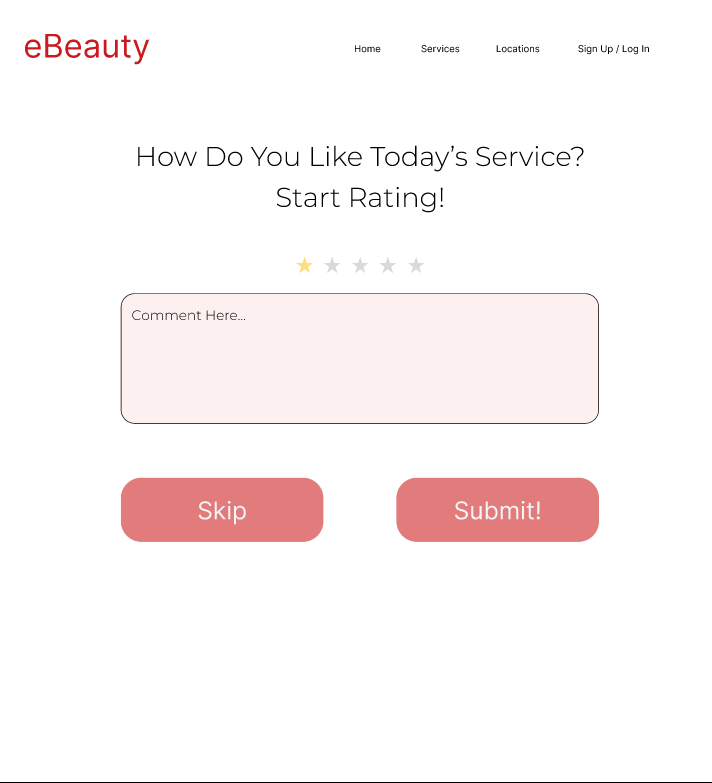 eBeauty
Home Services Locations Sign Up / Log In
How Do You Like Today’s Service?
Start Rating!
Comment Here...
Skip Submit!